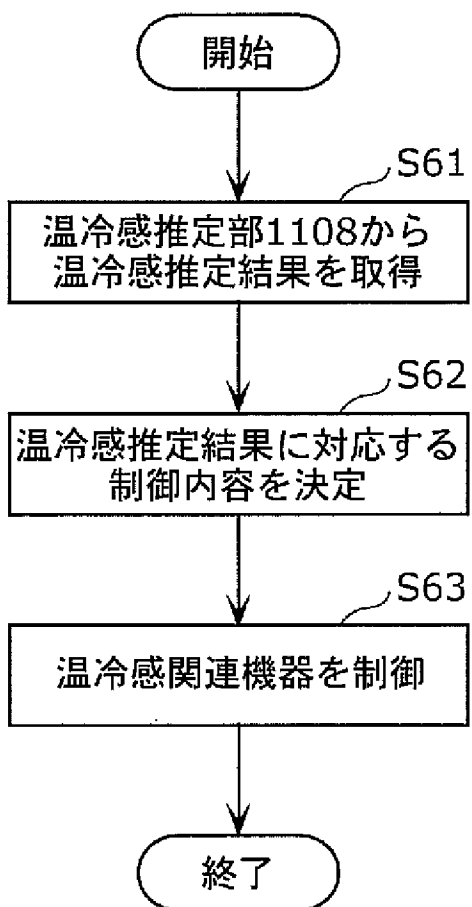 開始
S61
温冷感推定部1108から
温冷感推定結果を取得
S62
温冷感推定結果に対応する
制御内容を決定
S63
温冷感関連機器を制御
終了